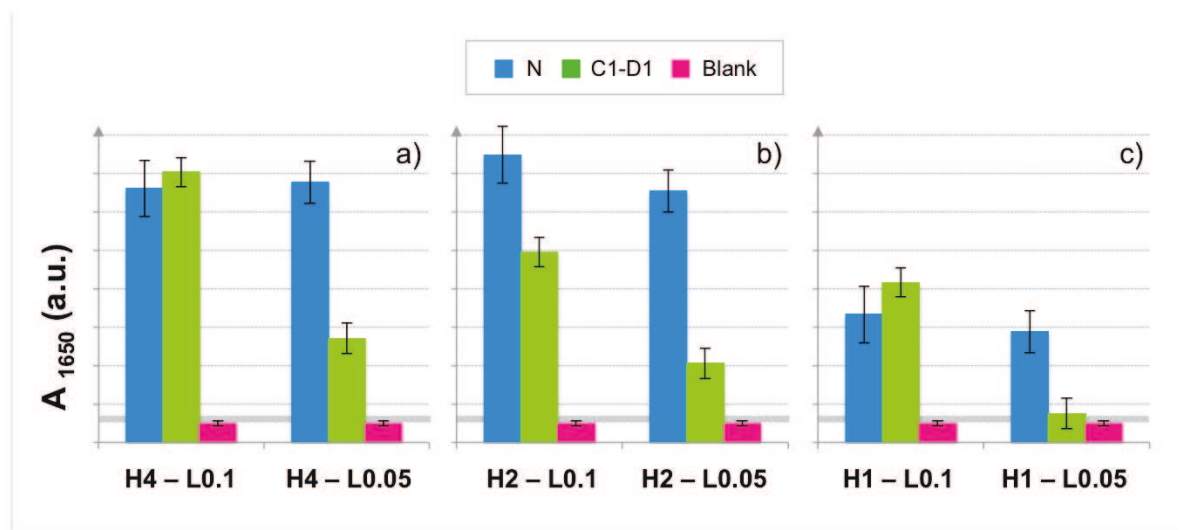 N C1-D1 Blank
a) b) c)
A 1650 (a.u.)
H4 – L0.1 H4 – L0.05 H2 – L0.1 H2 – L0.05 H1 – L0.1 H1 – L0.05